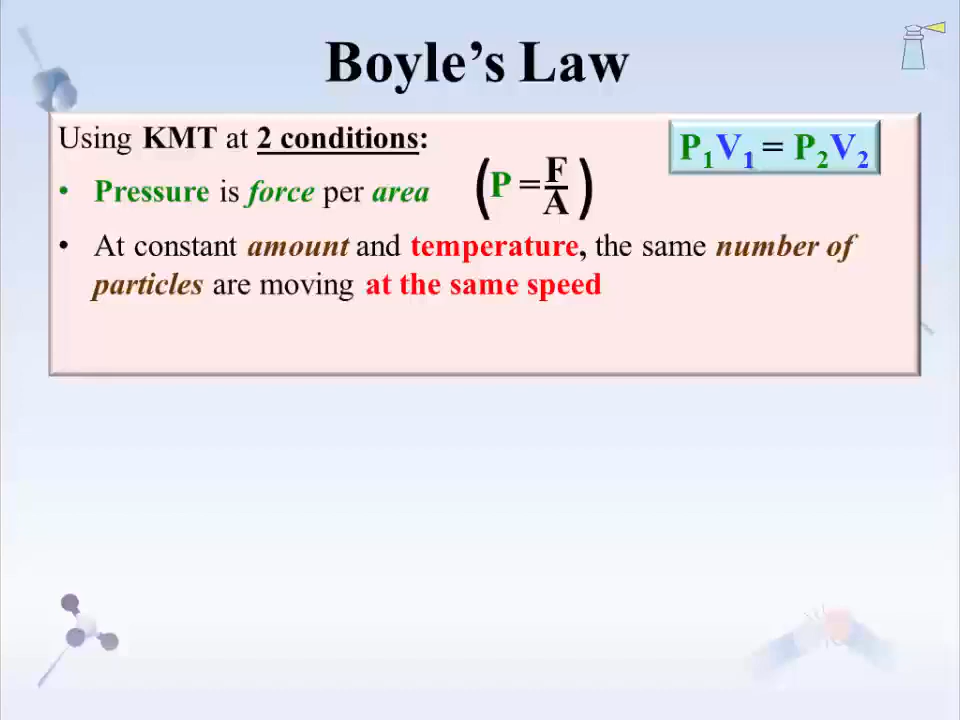 Boyle’s Law
Using KMT at 2 conditions:
P₁V₁ = P₂V₂
• Pressure is force per area
(P = F/A)
• At constant amount and temperature, the same number of
particles are moving at the same speed